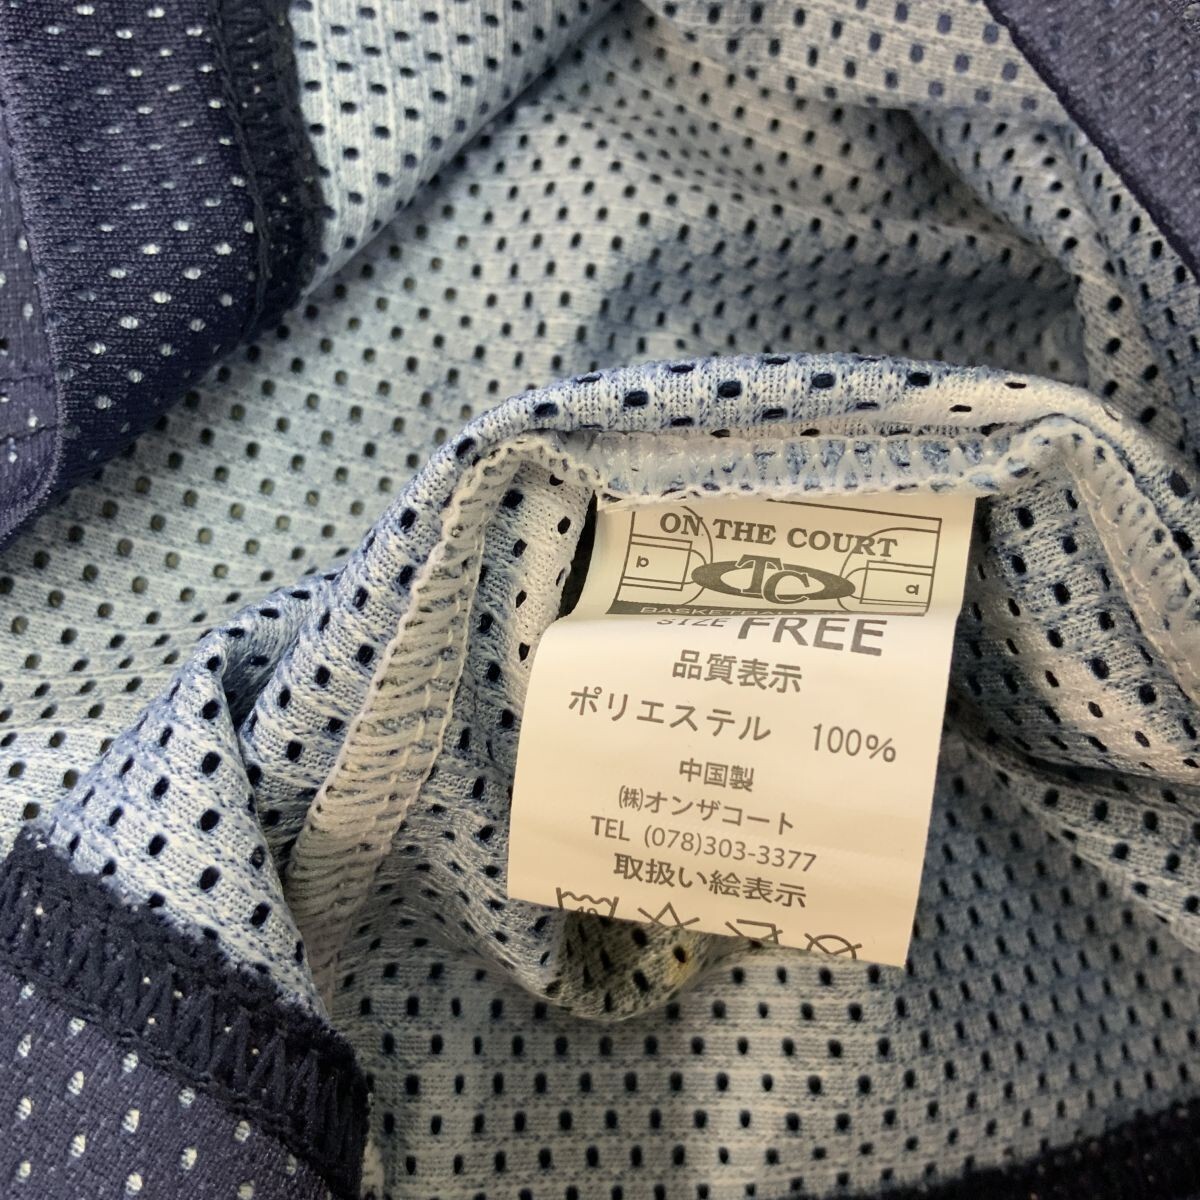 ON THE COURT
TC
SIZE FREE
品質表示
ポリエステル 100%
中国製
㈱オンザコート
TEL (078)303-3377
取扱い絵表示